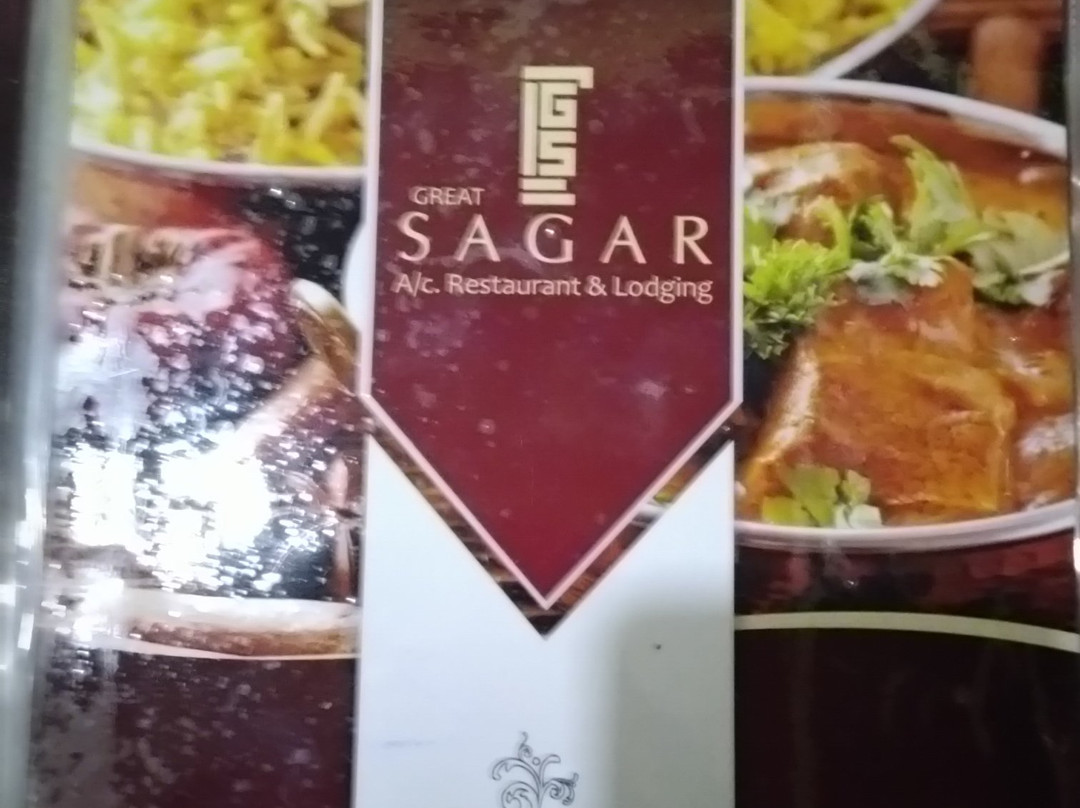 GS
GREAT
SAGAR
A/c. Restaurant & Lodging